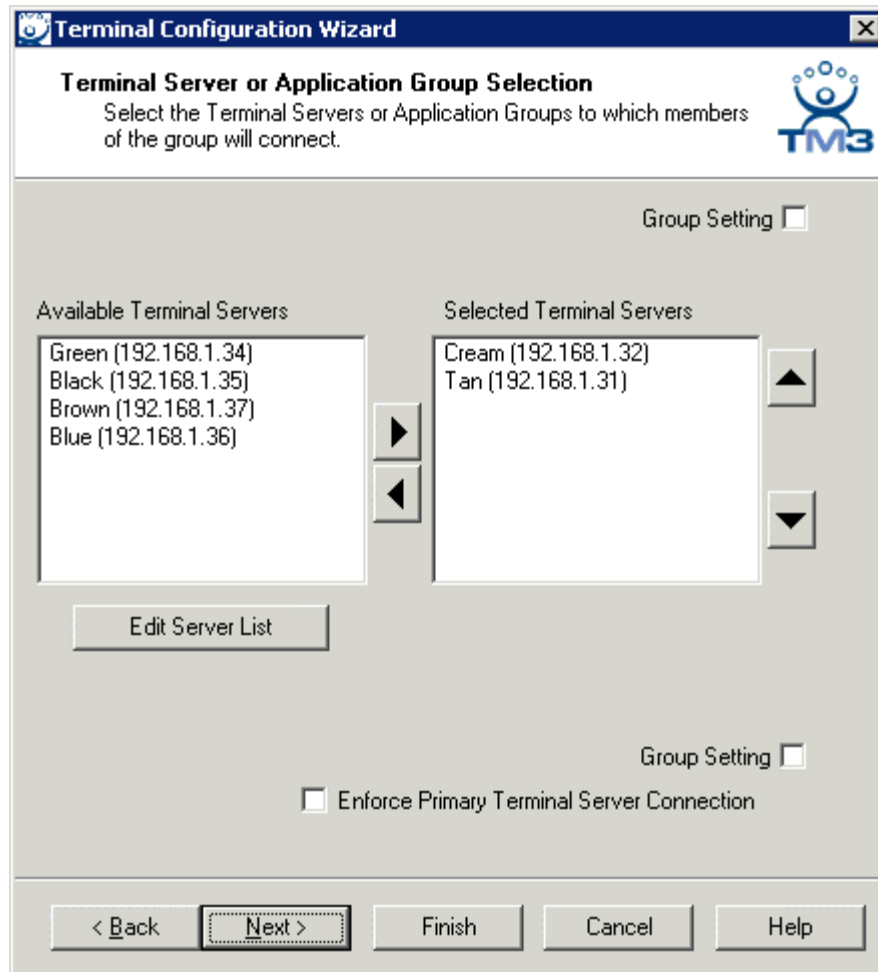 Terminal Configuration Wizard
Terminal Server or Application Group Selection
Select the Terminal Servers or Application Groups to which members
of the group will connect.
TM3
Group Setting
Available Terminal Servers
Selected Terminal Servers
Green (192.168.1.34)
Black (192.168.1.35)
Brown (192.168.1.37)
Blue (192.168.1.36)
Cream (192.168.1.32)
Tan (192.168.1.31)
Edit Server List
Group Setting
Enforce Primary Terminal Server Connection
< Back
Next >
Finish
Cancel
Help